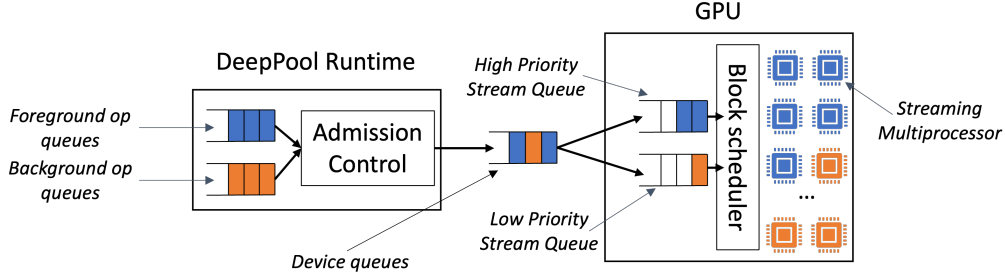 GPU
DeepPool Runtime
High Priority
Stream Queue
Foreground op
queues
Background op
queues
Admission
Control
Block scheduler
Streaming
Multiprocessor
...
Low Priority
Stream Queue
Device queues